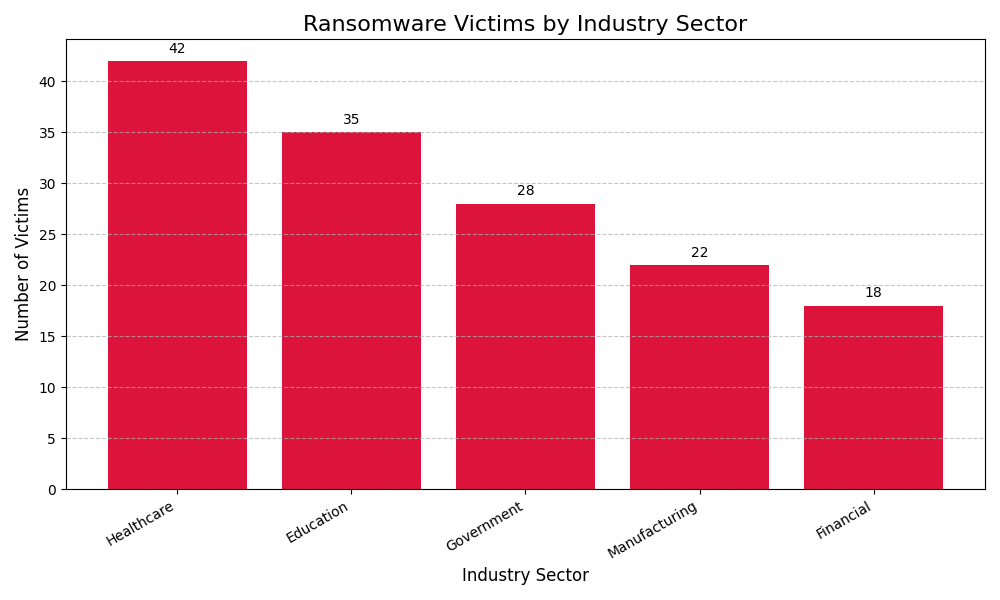 Ransomware Victims by Industry Sector
42
35
28
22
18
40
35
30
25
20
15
10
5
0
Number of Victims
Healthcare
Education
Government
Manufacturing
Financial
Industry Sector